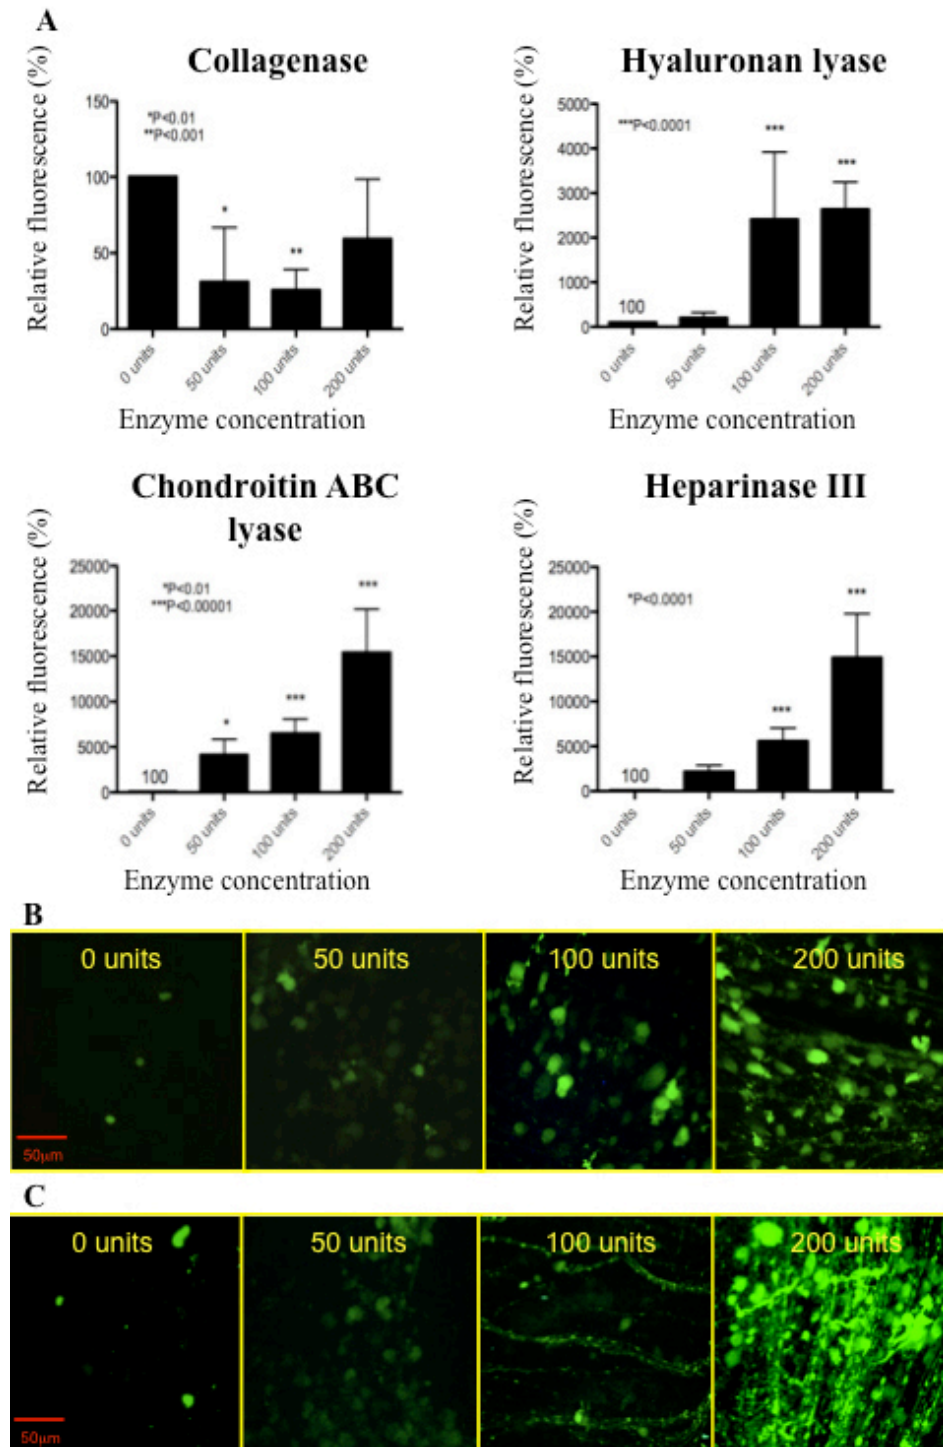 A
Collagenase
Relative fluorescence (%)
150
100
50
0
*P<0.01
**P<0.001
*
**
0 units
50 units
100 units
200 units
Enzyme concentration
Hyaluronan lyase
Relative fluorescence (%)
5000
4000
3000
2000
1000
0
***P<0.0001
100
***
***
0 units
50 units
100 units
200 units
Enzyme concentration
Chondroitin ABC
lyase
Relative fluorescence (%)
25000
20000
15000
10000
5000
0
*P<0.01
***P<0.00001
100
*
***
***
0 units
50 units
100 units
200 units
Enzyme concentration
Heparinase III
Relative fluorescence (%)
25000
20000
15000
10000
5000
0
*P<0.0001
100
***
***
0 units
50 units
100 units
200 units
Enzyme concentration
B
0 units
50 units
100 units
200 units
50μm
C
0 units
50 units
100 units
200 units
50μm